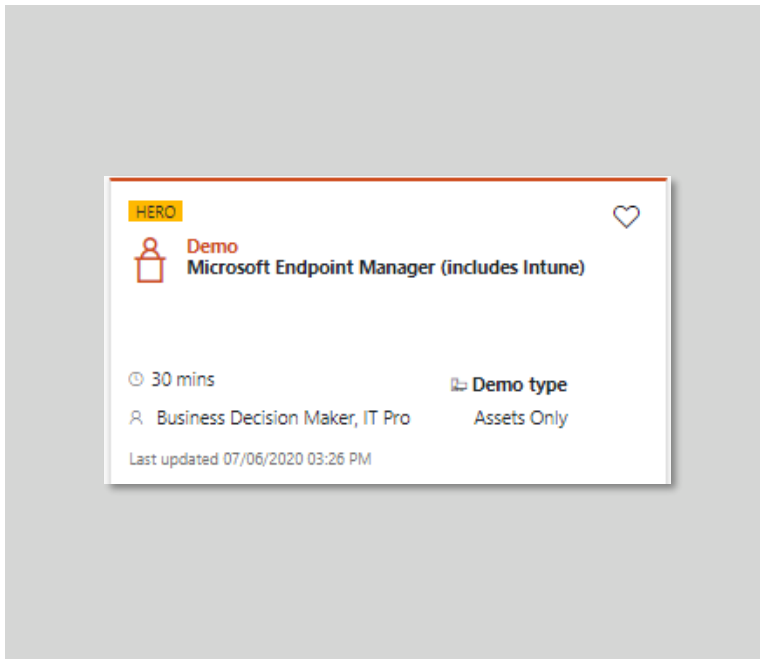 HERO
Demo
Microsoft Endpoint Manager (includes Intune)
30 mins
Demo type
Business Decision Maker, IT Pro
Assets Only
Last updated 07/06/2020 03:26 PM